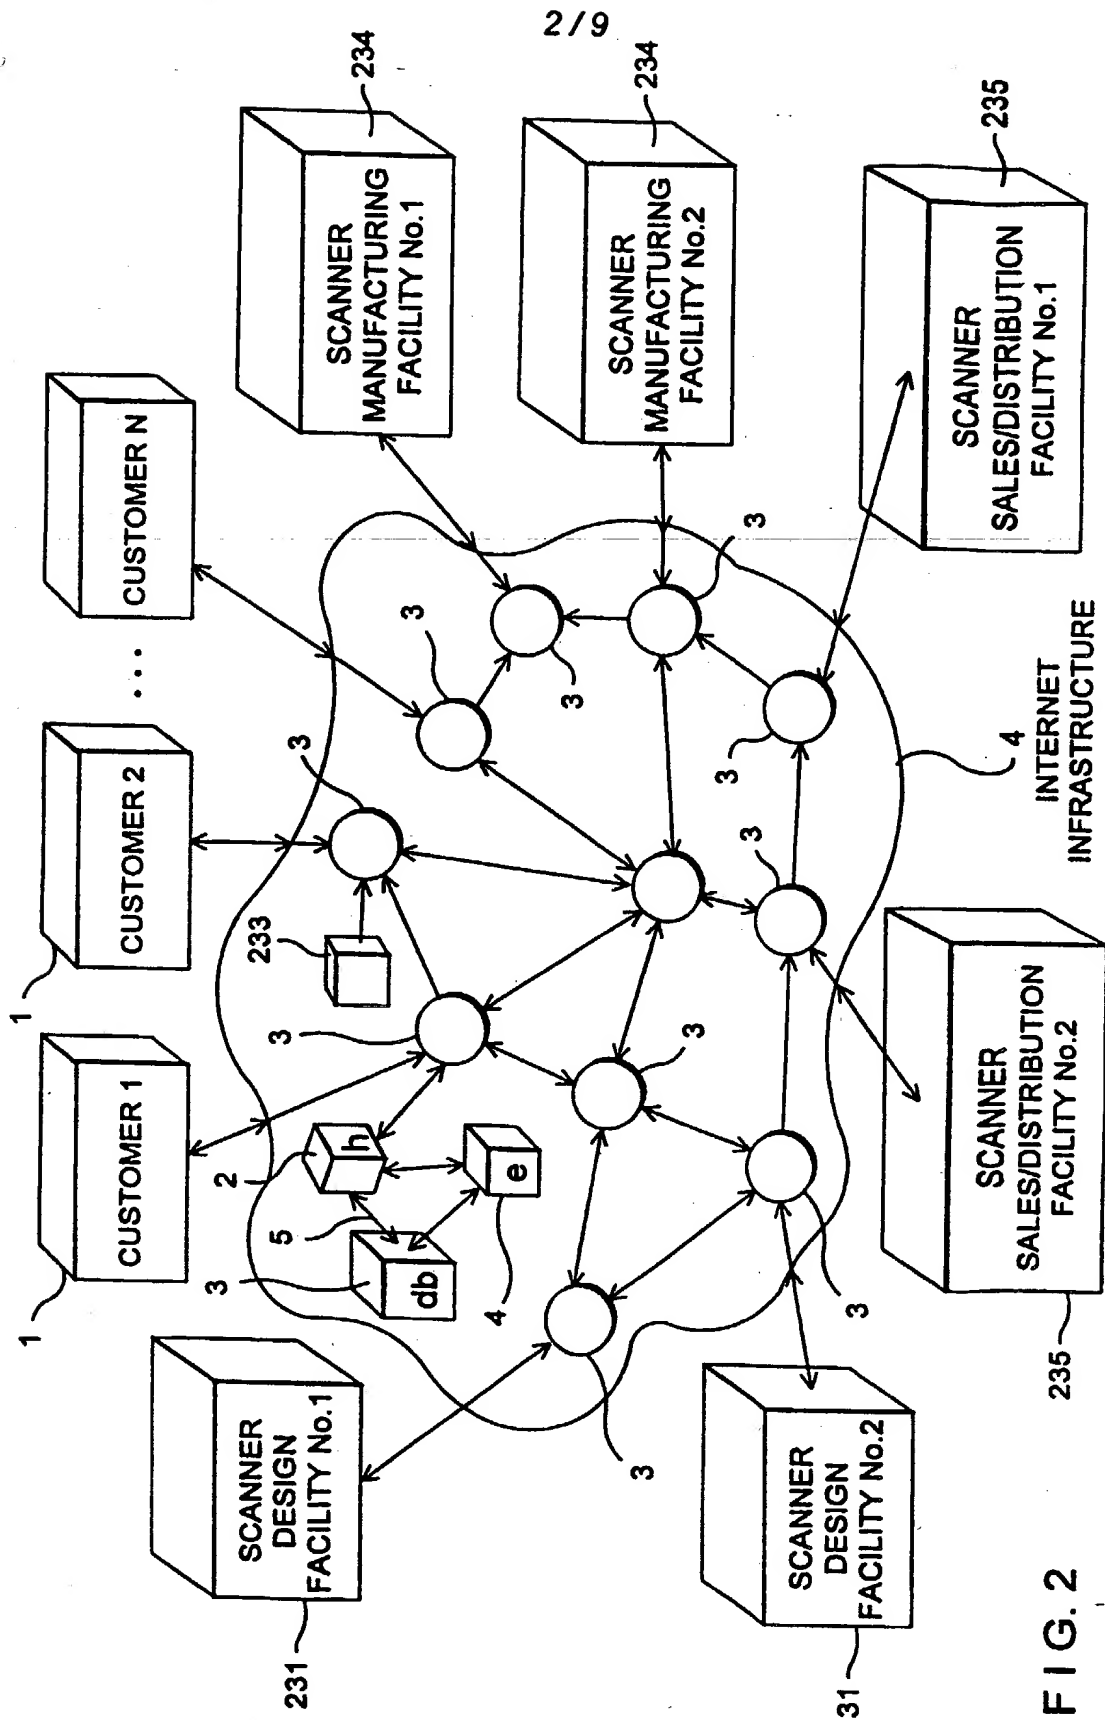 2/9
CUSTOMER 1
1
CUSTOMER 2
1
...
CUSTOMER N
SCANNER
DESIGN
FACILITY No.1
231
SCANNER
MANUFACTURING
FACILITY No.1
234
SCANNER
MANUFACTURING
FACILITY No.2
234
SCANNER
SALES/DISTRIBUTION
FACILITY No.1
235
SCANNER
SALES/DISTRIBUTION
FACILITY No.2
235
SCANNER
DESIGN
FACILITY No.2
31
h
2
db
3
e
4
5
233
3
3
3
3
3
3
3
3
3
3
4
INTERNET
INFRASTRUCTURE
FIG. 2